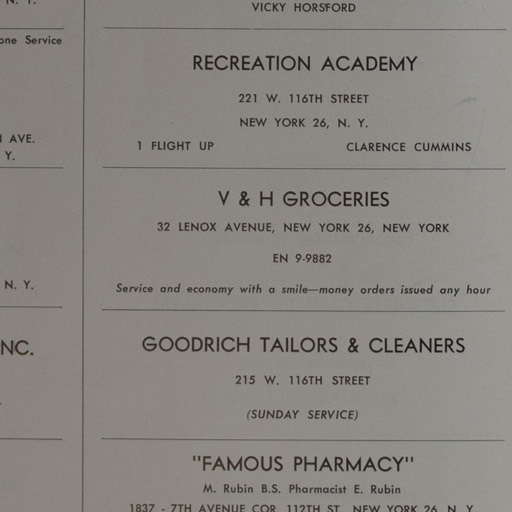 N. Y.
one Service
AVE.
Y.
N. Y.
NC.
VICKY HORSFORD
RECREATION ACADEMY
221 W. 116TH STREET
NEW YORK 26, N. Y.
1 FLIGHT UP CLARENCE CUMMINS
V & H GROCERIES
32 LENOX AVENUE, NEW YORK 26, NEW YORK
EN 9-9882
Service and economy with a smile—money orders issued any hour
GOODRICH TAILORS & CLEANERS
215 W. 116TH STREET
(SUNDAY SERVICE)
"FAMOUS PHARMACY"
M. Rubin B.S. Pharmacist E. Rubin
1837 - 7TH AVENUE COR. 112TH ST. NEW YORK 26, N. Y.